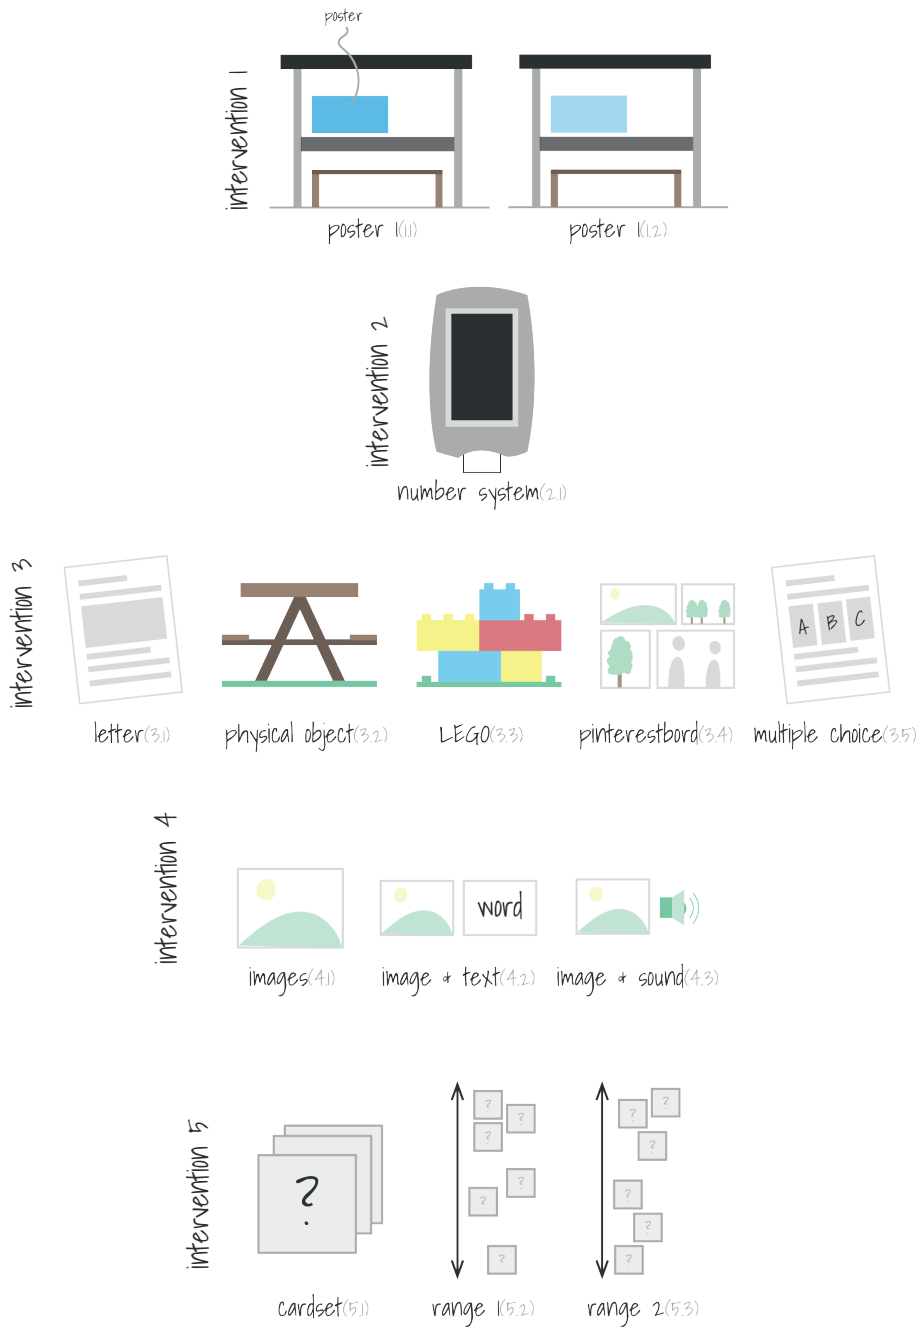 poster
intervention 1
poster 1(1.1)
poster 1(1.2)
intervention 2
number system(2.1)
intervention 3
A B C
letter(3.1)
physical object(3.2)
LEGO(3.3)
pinterestbord(3.4)
multiple choice(3.5)
intervention 4
word
images(4.1)
image & text(4.2)
image & sound(4.3)
intervention 5
?
?
?
?
?
?
?
?
?
?
?
?
?
cardset(5.1)
range 1(5.2)
range 2(5.3)